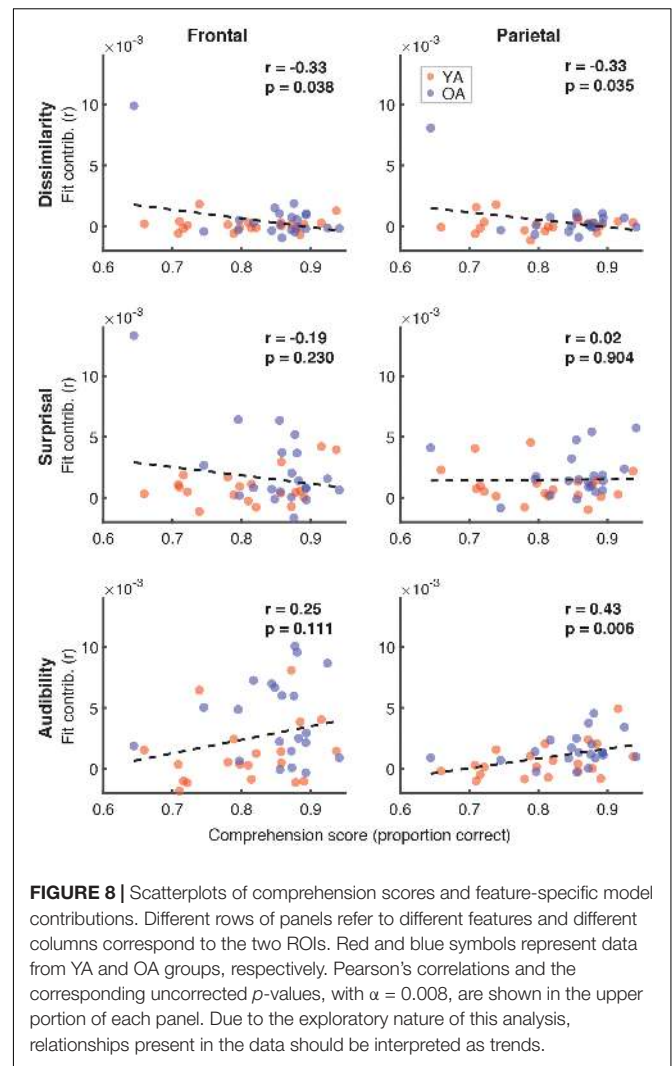 Frontal
Parietal
×10-3
r = -0.33
p = 0.038
×10-3
r = -0.33
p = 0.035
YA
OA
Dissimilarity
Fit contrib. (r)
10
5
0
0.6 0.7 0.8 0.9
10
5
0
0.6 0.7 0.8 0.9
×10-3
r = -0.19
p = 0.230
×10-3
r = 0.02
p = 0.904
Surprisal
Fit contrib. (r)
10
5
0
0.6 0.7 0.8 0.9
10
5
0
0.6 0.7 0.8 0.9
×10-3
r = 0.25
p = 0.111
×10-3
r = 0.43
p = 0.006
Audibility
Fit contrib. (r)
10
5
0
0.6 0.7 0.8 0.9
10
5
0
0.6 0.7 0.8 0.9
Comprehension score (proportion correct)
FIGURE 8 | Scatterplots of comprehension scores and feature-specific model
contributions. Different rows of panels refer to different features and different
columns correspond to the two ROIs. Red and blue symbols represent data
from YA and OA groups, respectively. Pearson's correlations and the
corresponding uncorrected p-values, with α = 0.008, are shown in the upper
portion of each panel. Due to the exploratory nature of this analysis,
relationships present in the data should be interpreted as trends.